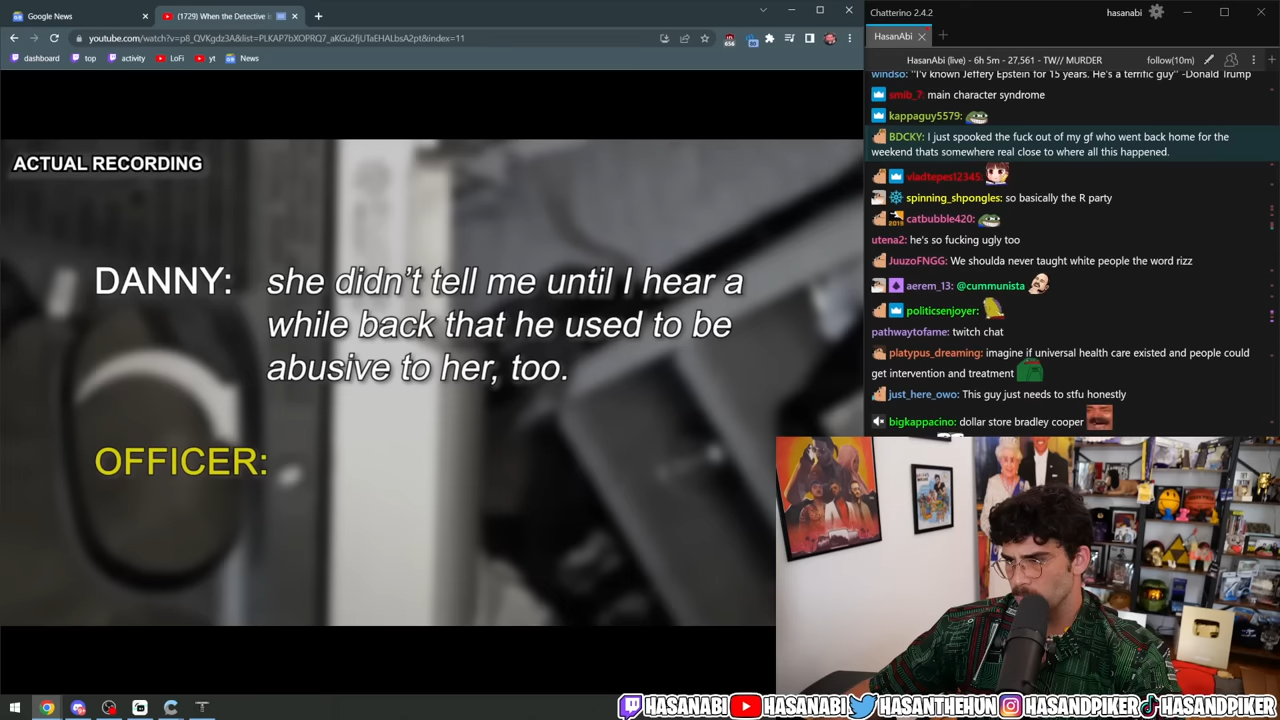 Google News
(1729) When the Detective i
youtube.com/watch?v=p8_QVKgdz3A&list=PLKAP7bXOPRQ7_aKGu2fjUTaEHALbsA2pt&index=11
656
80
dashboard
top
activity
LoFi
yt
News
ACTUAL RECORDING
DANNY: she didn't tell me until I hear a
while back that he used to be
abusive to her, too.
OFFICER:
Chatterino 2.4.2
hasanabi
HasanAbi
HasanAbi (live) - 6h 5m - 27,561 - TW// MURDER
follow(10m)
windso: "I'v known Jeffery Epstein for 15 years. He's a terrific guy" -Donald Trump
smib_7: main character syndrome
kappaguy5579:
BDCKY: I just spooked the fuck out of my gf who went back home for the
weekend thats somewhere real close to where all this happened.
vladtepes12345:
spinning_shpongles: so basically the R party
catbubble420:
utena2: he's so fucking ugly too
JuuzoFNGG: We shoulda never taught white people the word rizz
aerem_13: @cummunista
politicsenjoyer:
pathwaytofame: twitch chat
platypus_dreaming: imagine if universal health care existed and people could
get intervention and treatment
just_here_owo: This guy just needs to stfu honestly
bigkappacino: dollar store bradley cooper
HASANABI HASANABI HASANTHEHUN HASANDPIKER HASANDPIKER